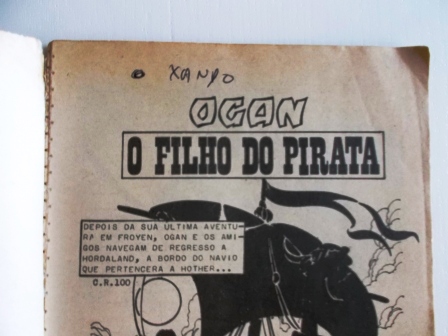 XANDO
OGAN
O FILHO DO PIRATA
DEPOIS DA SUA ÚLTIMA AVENTU-
RA EM FROYEN, OGAN E OS AMI-
GOS NAVEGAM DE REGRESSO A
HORDALAND, A BORDO DO NAVIO
QUE PERTENCERA A HOTHER...
C.R.100